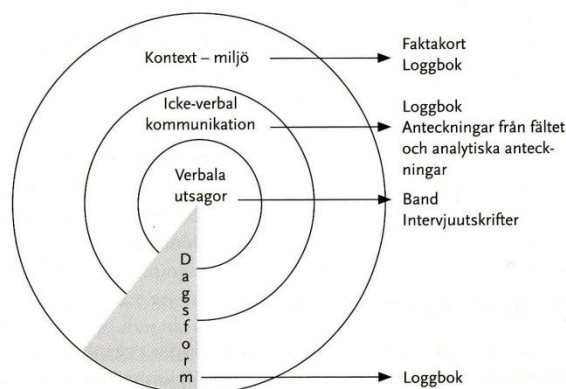 Kontext – miljö
Faktakort
Loggbok
Icke-verbal
kommunikation
Loggbok
Anteckningar från fältet
och analytiska anteck-
ningar
Verbala
utsagor
Band
Intervjuutskrifter
Dagsform
Loggbok